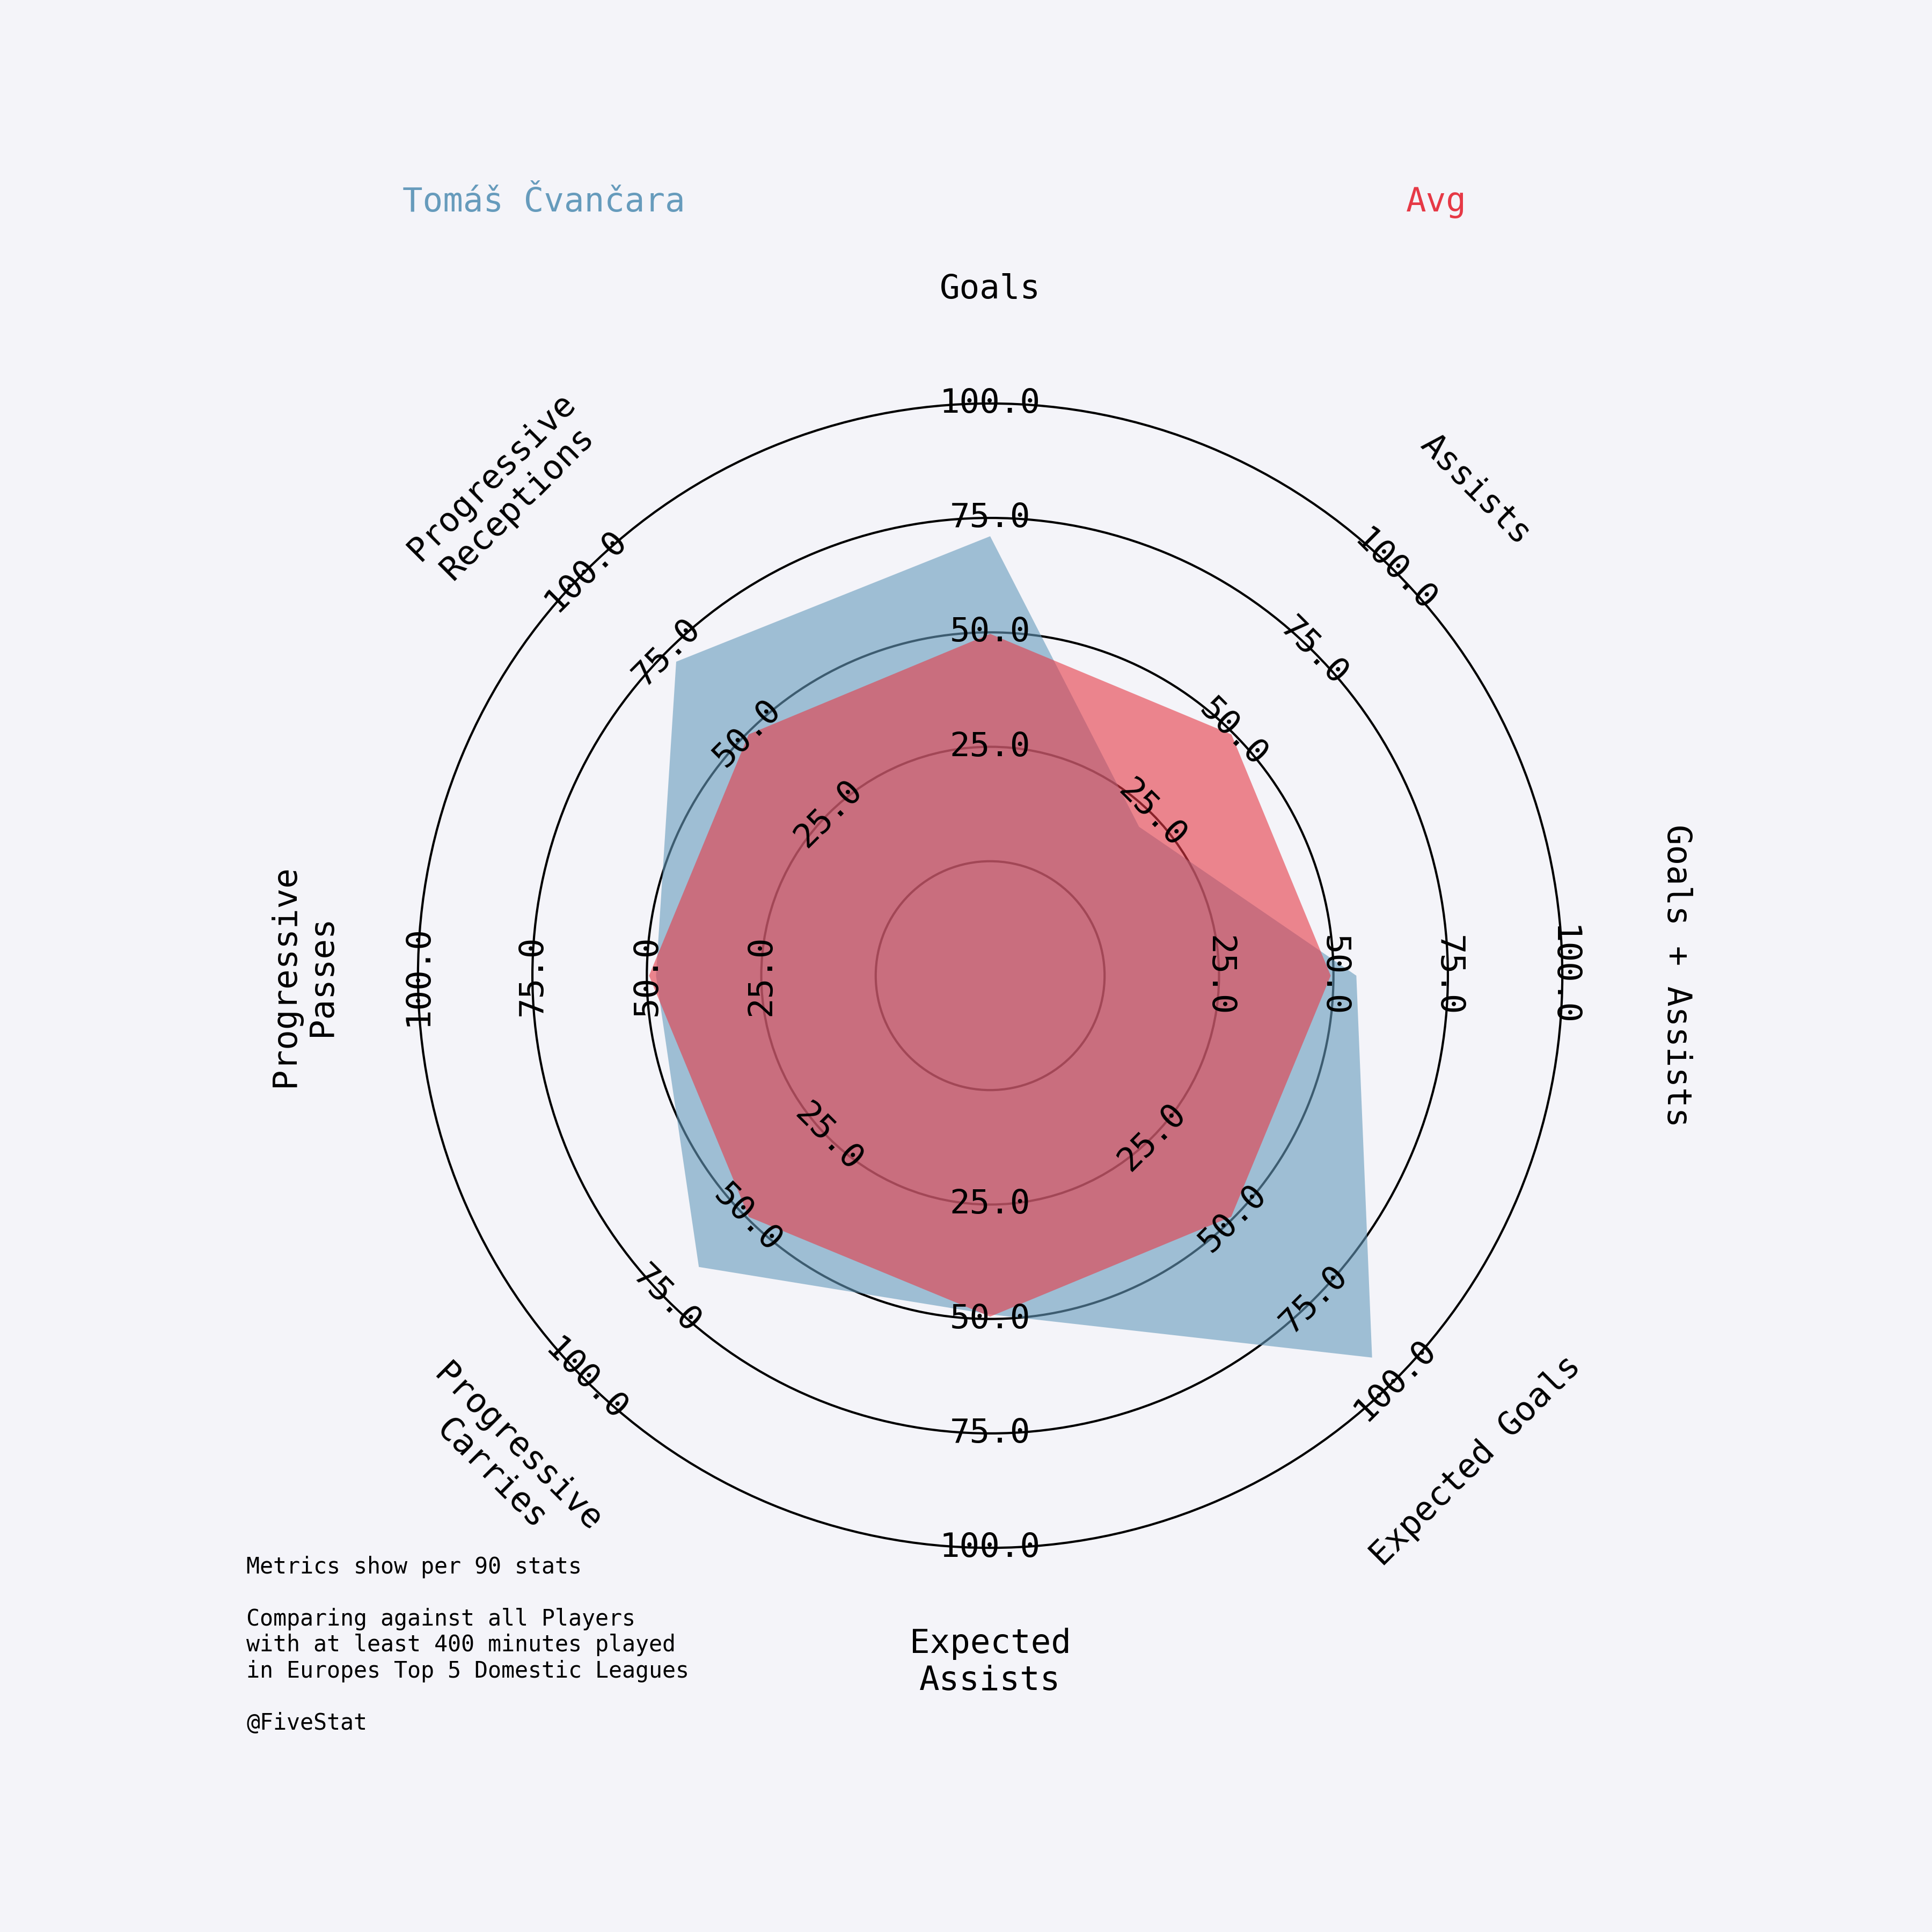 Tomáš Čvančara
Avg
Goals
Assists
Goals + Assists
Expected Goals
Expected
Assists
Progressive
Carries
Progressive
Passes
Progressive
Receptions
25.0
50.0
75.0
100.0
25.0
50.0
75.0
100.0
25.0
50.0
75.0
100.0
25.0
50.0
75.0
100.0
25.0
50.0
75.0
100.0
25.0
50.0
75.0
100.0
25.0
50.0
75.0
100.0
25.0
50.0
75.0
100.0
Metrics show per 90 stats
Comparing against all Players
with at least 400 minutes played
in Europes Top 5 Domestic Leagues
@FiveStat